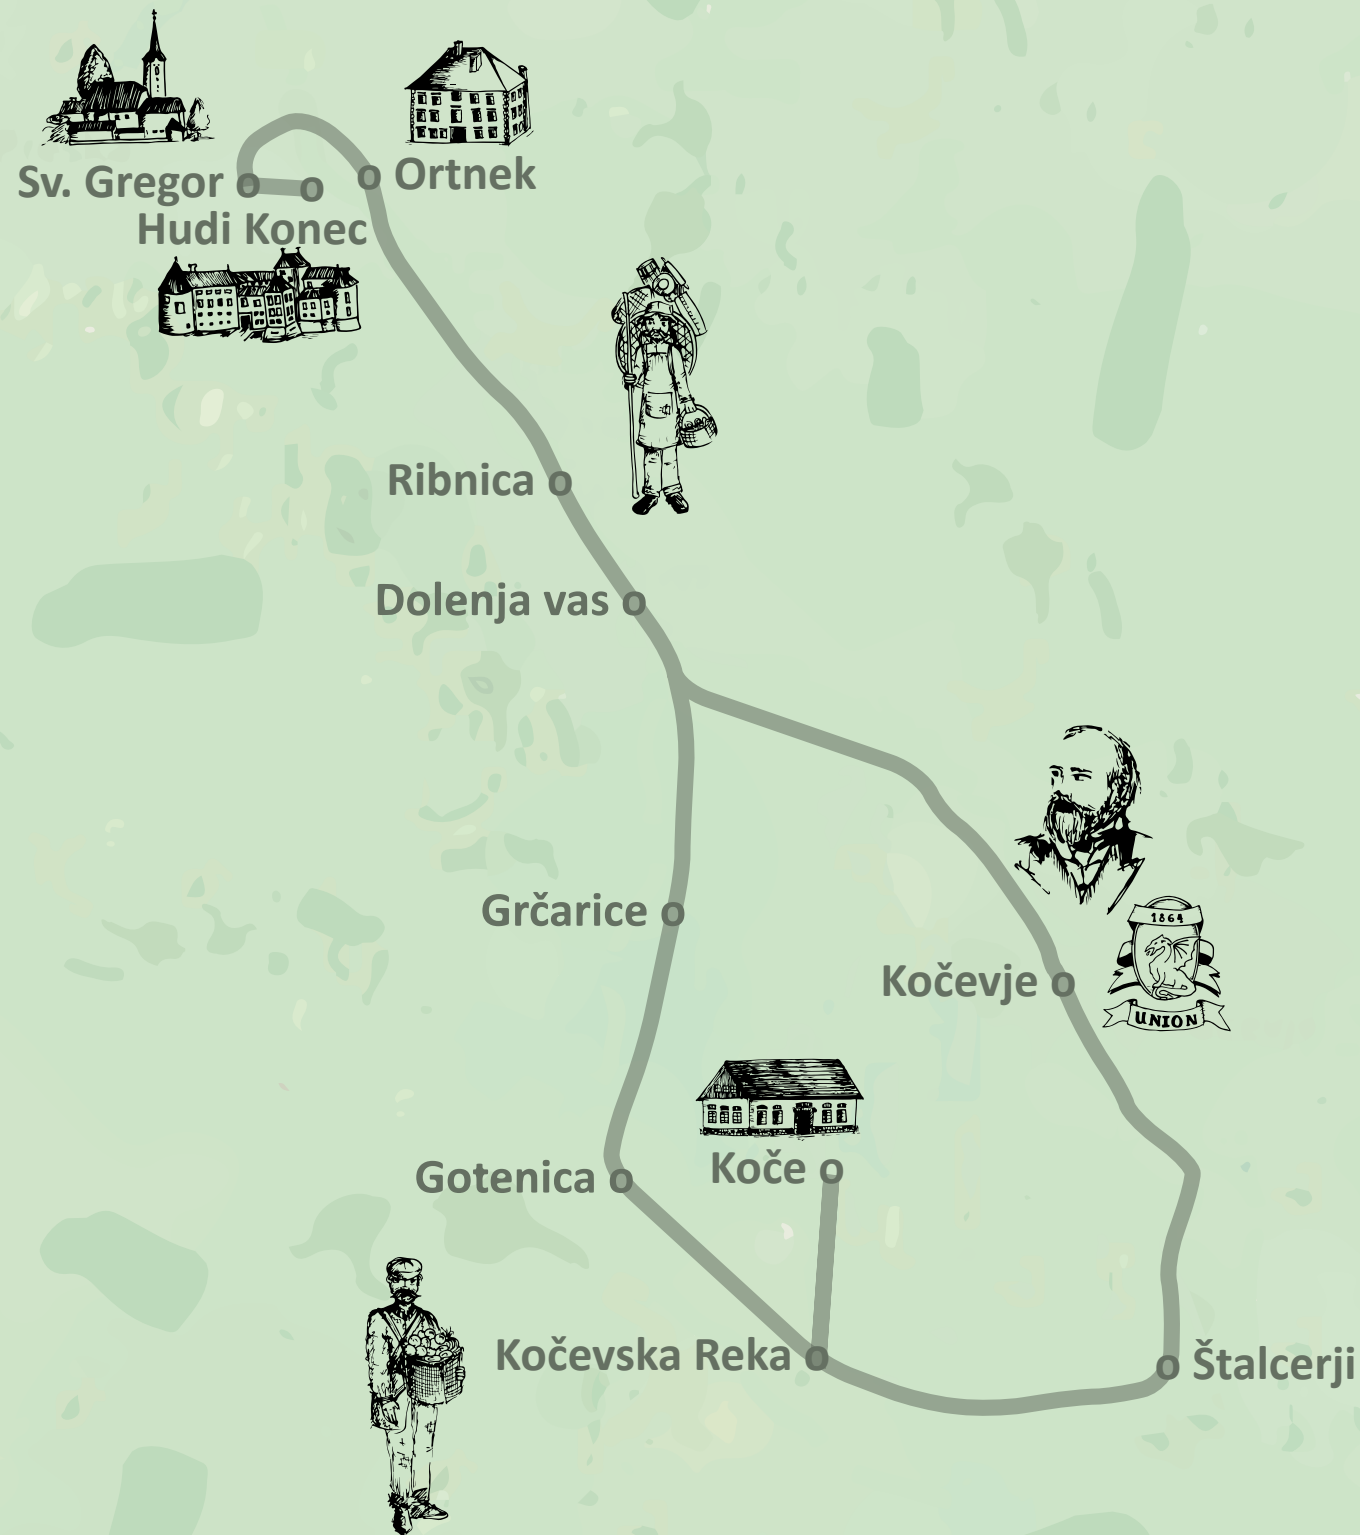 Sv. Gregor o
o
o Ortnek
Hudi Konec
Ribnica o
Dolenja vas o
Grčarice o
1864
Kočevje o
UNION
Koče o
Gotenica o
Kočevska Reka o
o Štalcerji